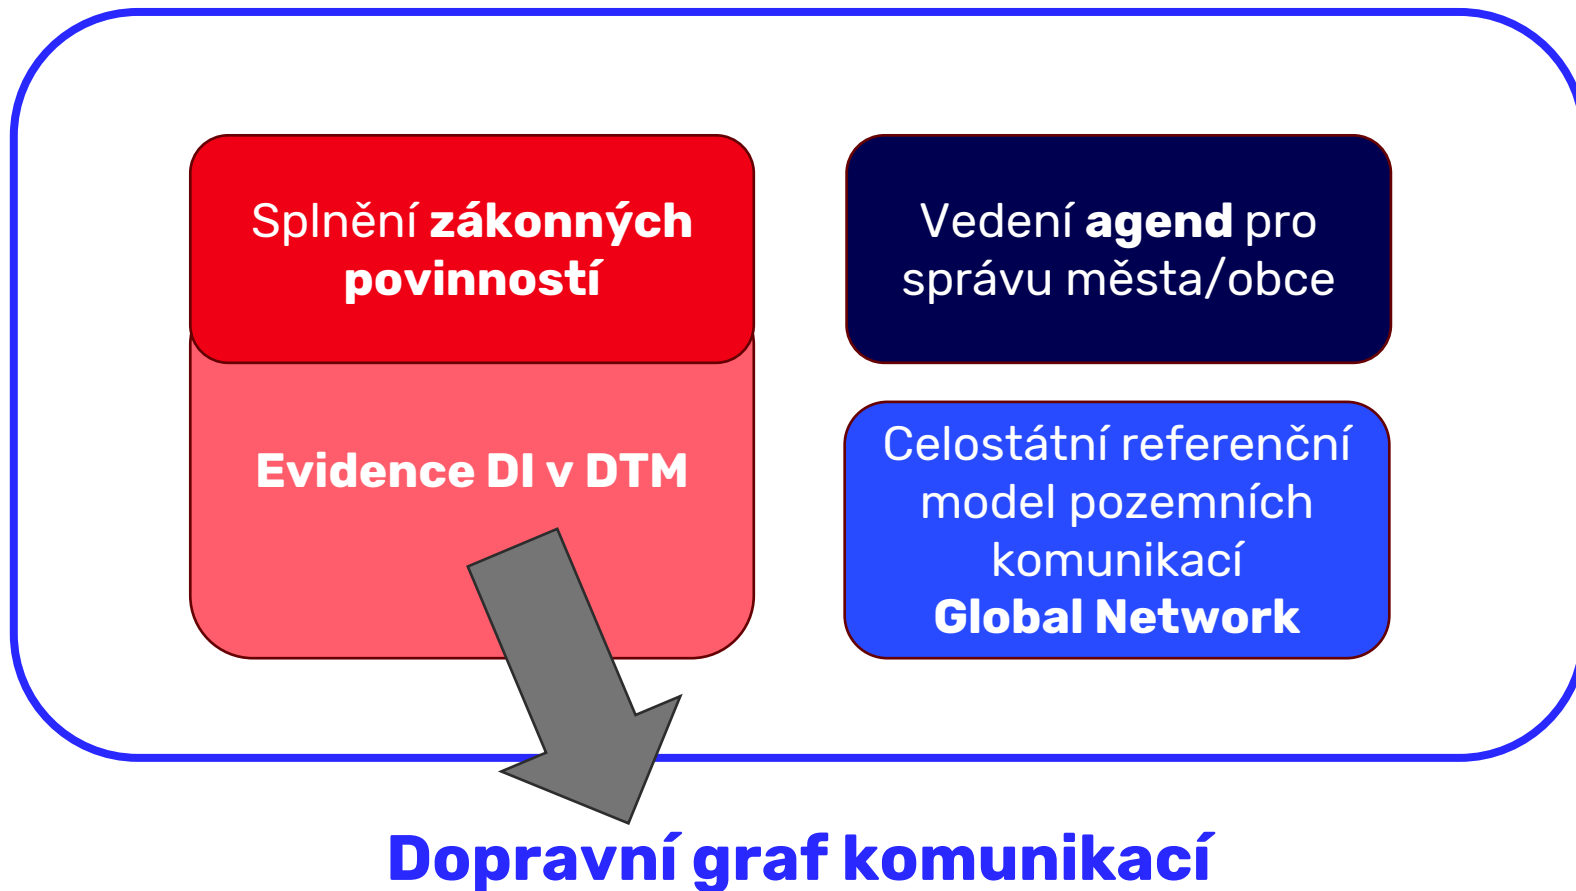 Splnění zákonných
povinností
Evidence DI v DTM
Vedení agend pro
správu města/obce
Celostátní referenční
model pozemních
komunikací
Global Network
Dopravní graf komunikací